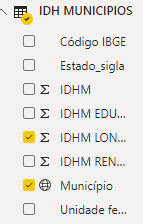 IDH MUNICIPIOS
Código IBGE
Estado_sigla
IDHM
IDHM EDU...
IDHM LON...
IDHM REN...
Município
Unidade fe...